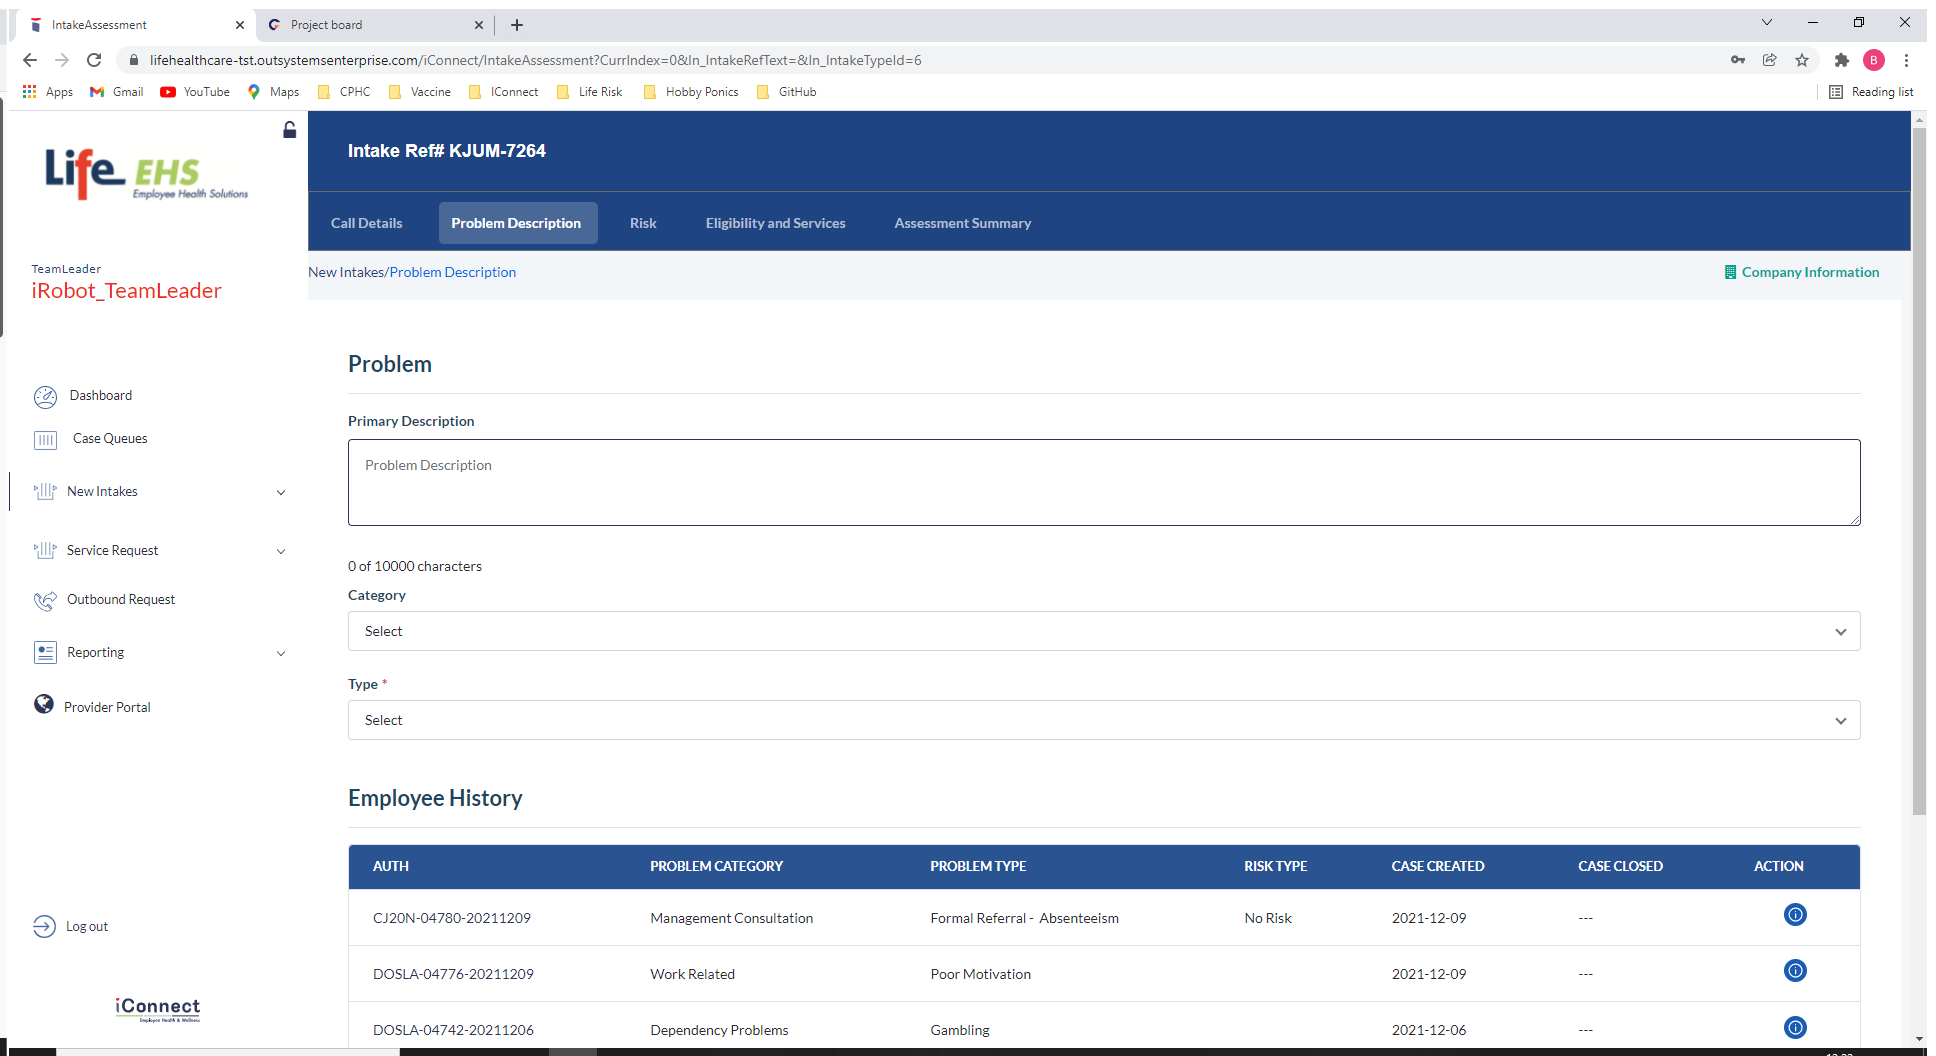 IntakeAssessment
Project board
lifehealthcare-tst.outsystemsenterprise.com/iConnect/IntakeAssessment?CurrIndex=0&In_IntakeRefText=&In_IntakeTypeId=6
B
Apps Gmail YouTube Maps CPHC Vaccine IConnect Life Risk Hobby Ponics GitHub Reading list
Life EHS
Employee Health Solutions
Intake Ref# KJUM-7264
Call Details Problem Description Risk Eligibility and Services Assessment Summary
TeamLeader
iRobot_TeamLeader
New Intakes/Problem Description
Company Information
Dashboard
Case Queues
New Intakes
Service Request
Outbound Request
Reporting
Provider Portal
Log out
iConnect
Employee Health & Wellness
Problem
Primary Description
Problem Description
0 of 10000 characters
Category
Select
Type *
Select
Employee History
AUTH PROBLEM CATEGORY PROBLEM TYPE RISK TYPE CASE CREATED CASE CLOSED ACTION
CJ20N-04780-20211209 Management Consultation Formal Referral - Absenteeism No Risk 2021-12-09 ---
DOSLA-04776-20211209 Work Related Poor Motivation 2021-12-09 ---
DOSLA-04742-20211206 Dependency Problems Gambling 2021-12-06 ---